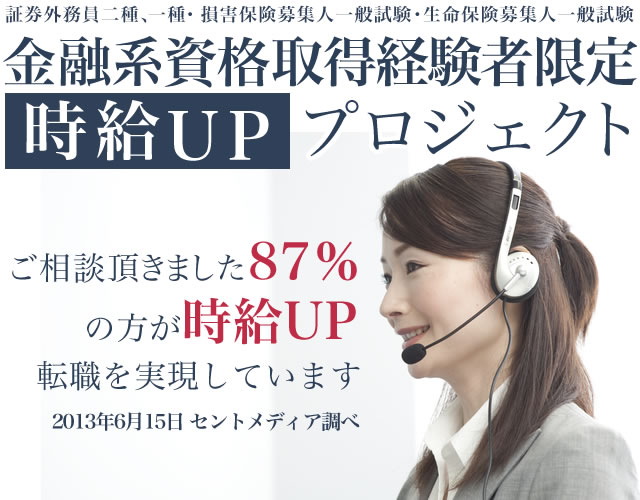 証券外務員二種、一種・損害保険募集人一般試験・生命保険募集人一般試験
金融系資格取得経験者限定
時給UP プロジェクト
ご相談頂きました87%
の方が時給UP
転職を実現しています
2013年6月15日 セントメディア調べ